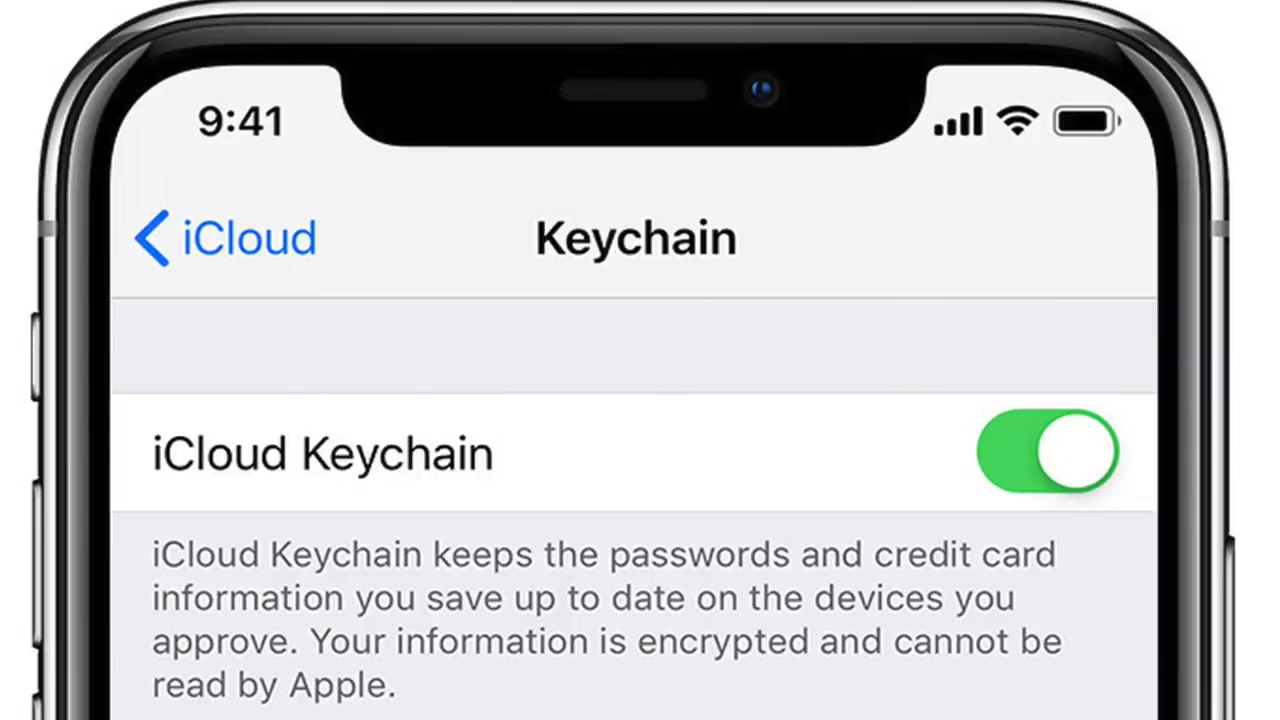 9:41
iCloud
Keychain
iCloud Keychain
iCloud Keychain keeps the passwords and credit card
information you save up to date on the devices you
approve. Your information is encrypted and cannot be
read by Apple.